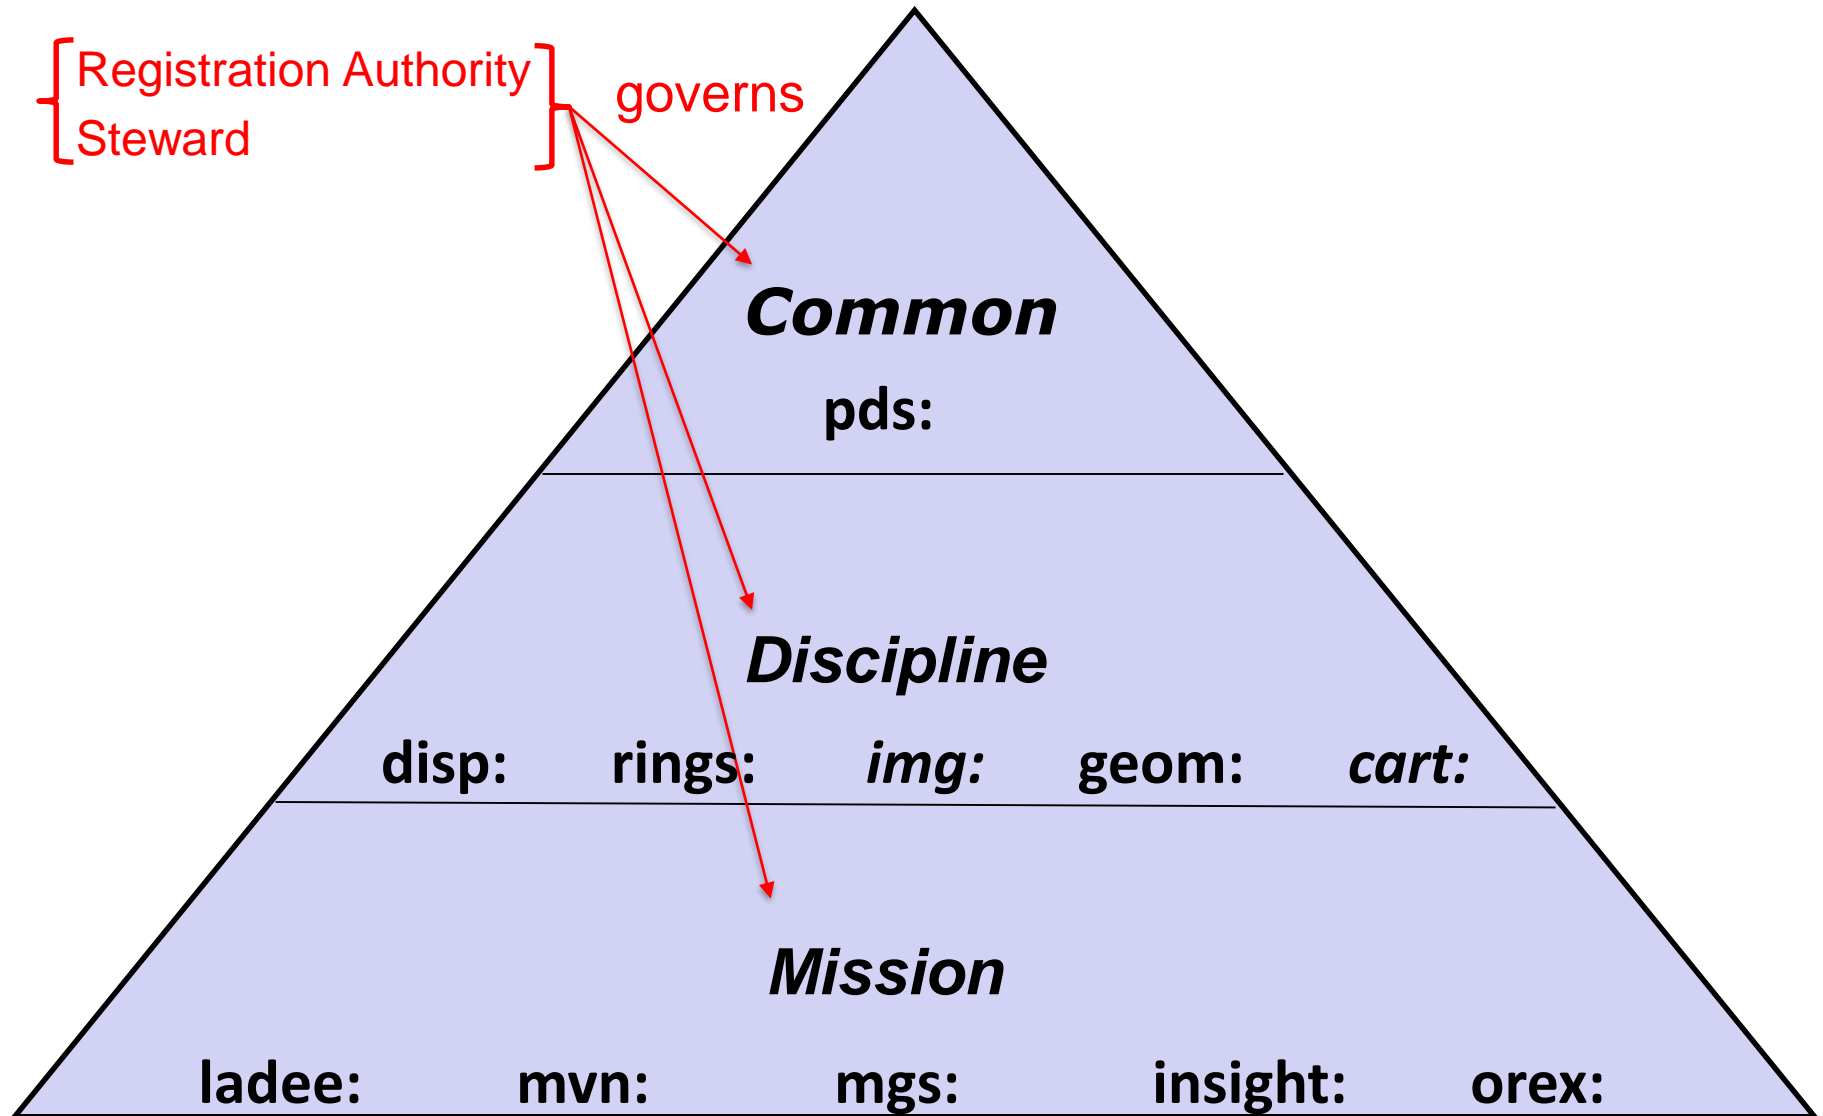 Registration Authority
Steward
governs
Common
pds:
Discipline
disp: rings: img: geom: cart:
Mission
ladee: mvn: mgs: insight: orex: